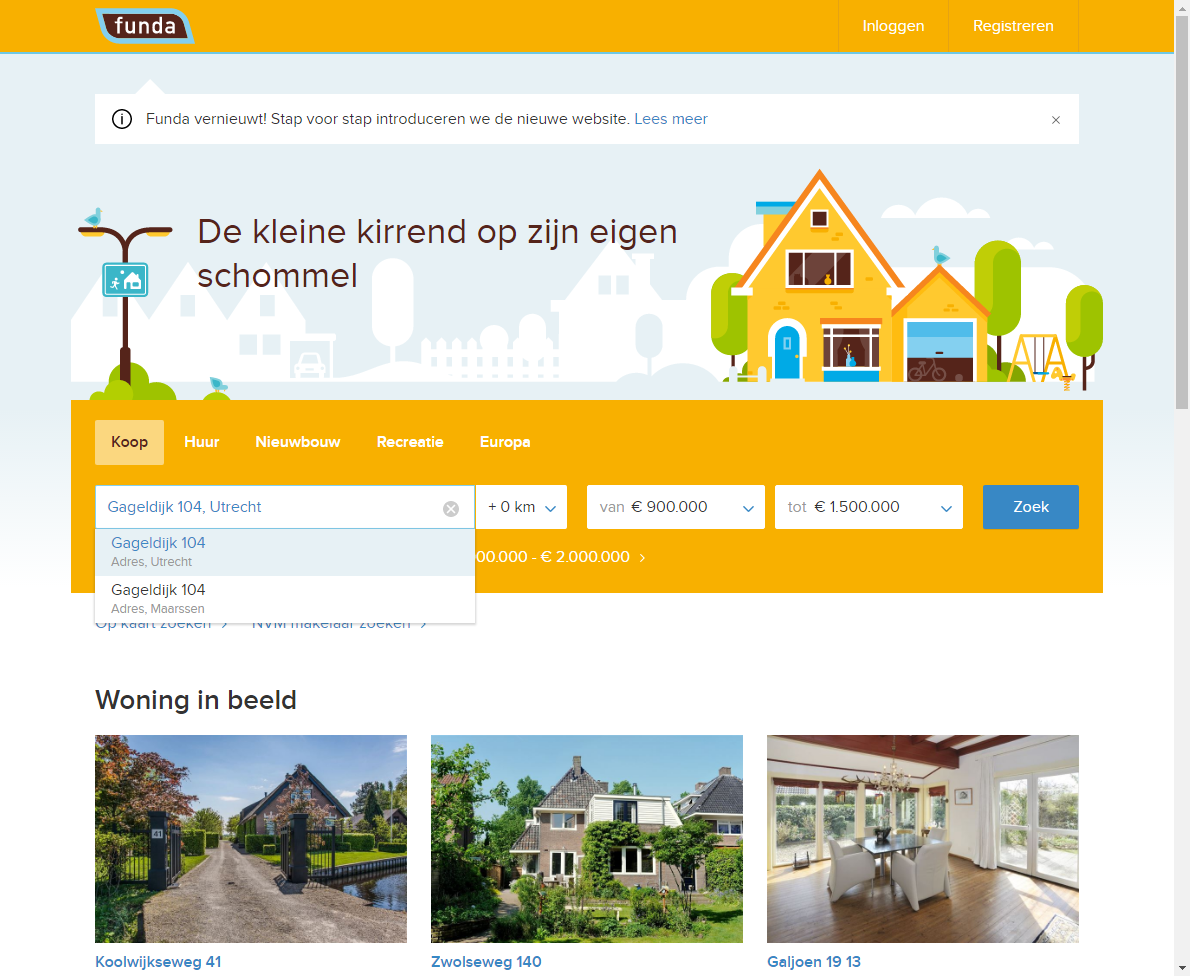 funda
Inloggen
Registreren
Funda vernieuwt! Stap voor stap introduceren we de nieuwe website. Lees meer
De kleine kirrend op zijn eigen
schommel
Koop
Huur
Nieuwbouw
Recreatie
Europa
Gageldijk 104, Utrecht
+ 0 km
van € 900.000
tot € 1.500.000
Zoek
Gageldijk 104
Adres, Utrecht
00.000 - € 2.000.000
Gageldijk 104
Adres, Maarssen
Op kaart zoeken
NVM makelaar zoeken
Woning in beeld
41
Koolwijkseweg 41
Zwolseweg 140
Galjoen 19 13